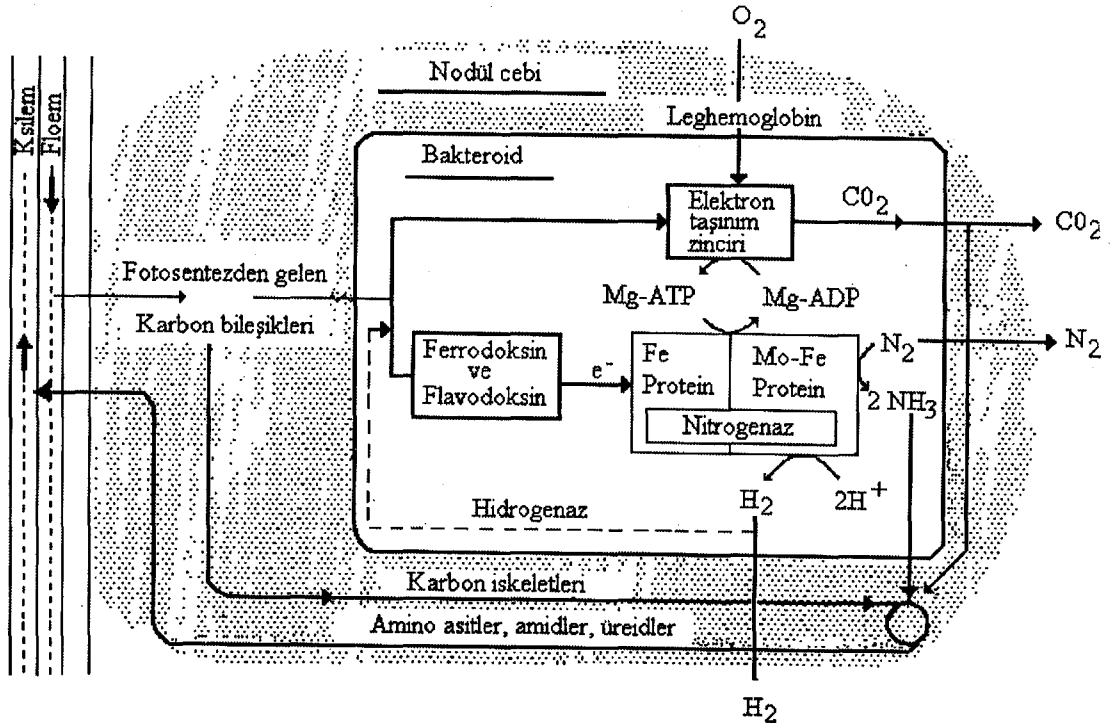 O2
Nodül cebi
Ksilem
Floem
Leghemoglobin
Bakteroid
Elektron
taşınım
zinciri
C02
C02
Fotosentezden gelen
Karbon bileşikleri
Mg-ATP
Mg-ADP
Ferrodoksin
ve
Flavodoksin
e-
Fe
Protein
Mo-Fe
Protein
Nitrogenaz
N2
N2
2 NH3
H2
2H+
Hidrogenaz
Karbon iskeletleri
Amino asitler, amidler, üreidler
H2